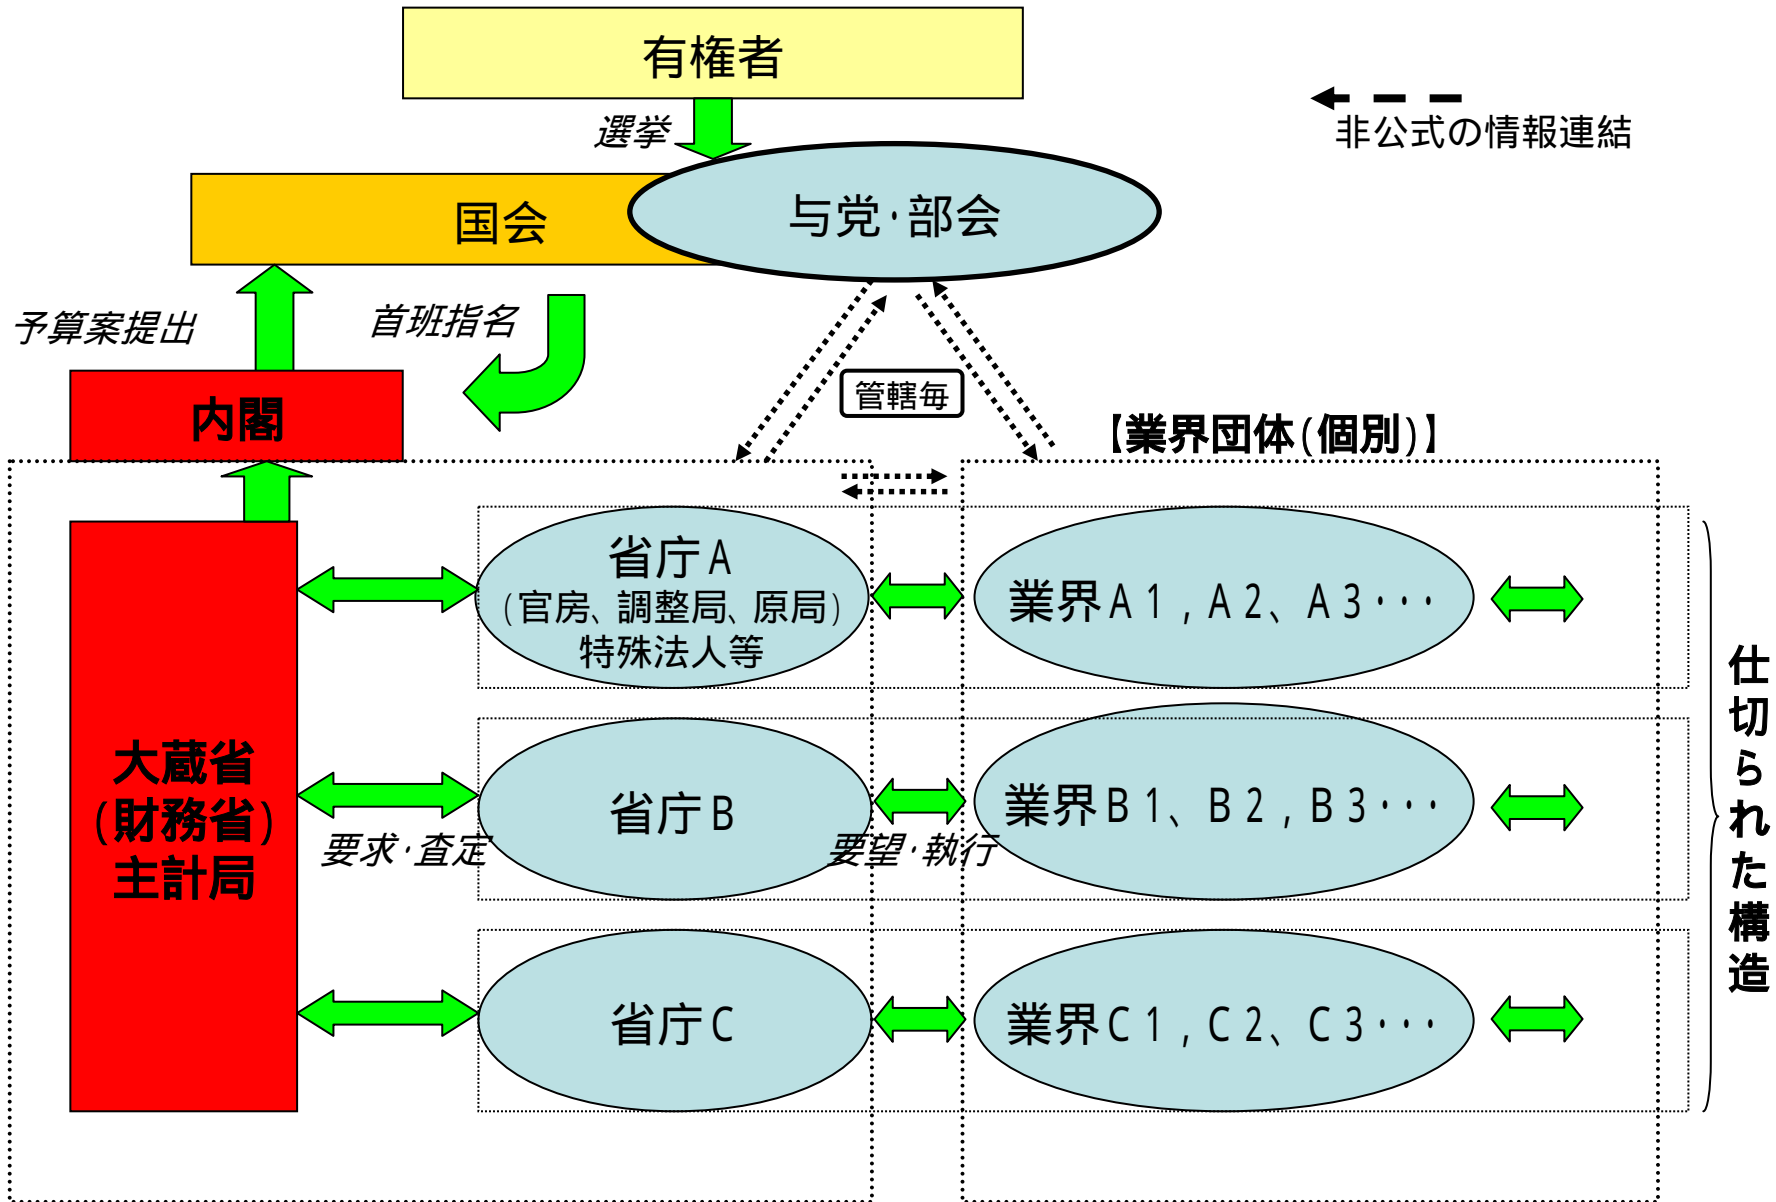 有権者
選挙
非公式の情報連結
国会
与党・部会
予算案提出
首班指名
管轄毎
内閣
【業界団体(個別)】
省庁A
(官房、調整局、原局)
特殊法人等
業界A1,A2、A3・・・
大蔵省
(財務省)
主計局
省庁B
業界B1、B2,B3・・・
要求・査定
要望・執行
省庁C
業界C1,C2、C3・・・
仕切られた構造